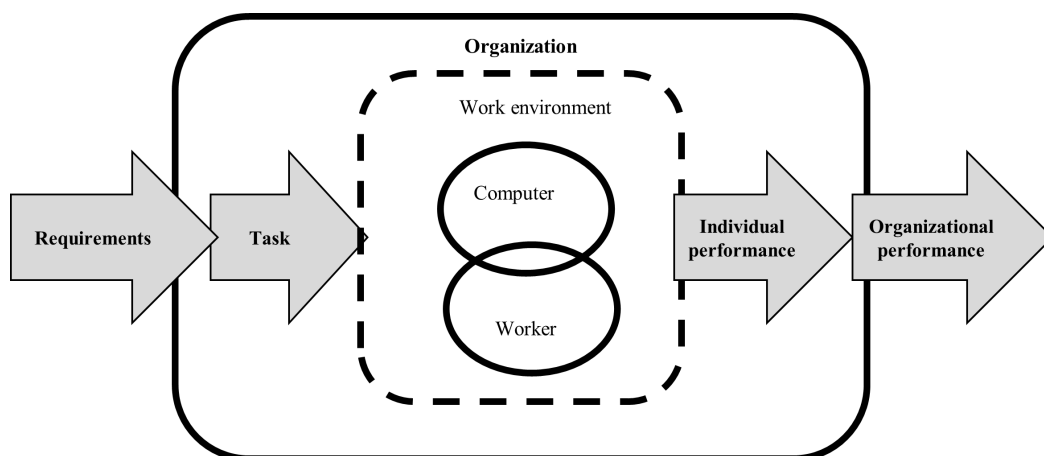 Organization
Work environment
Computer
Requirements
Task
Individual
performance
Organizational
performance
Worker